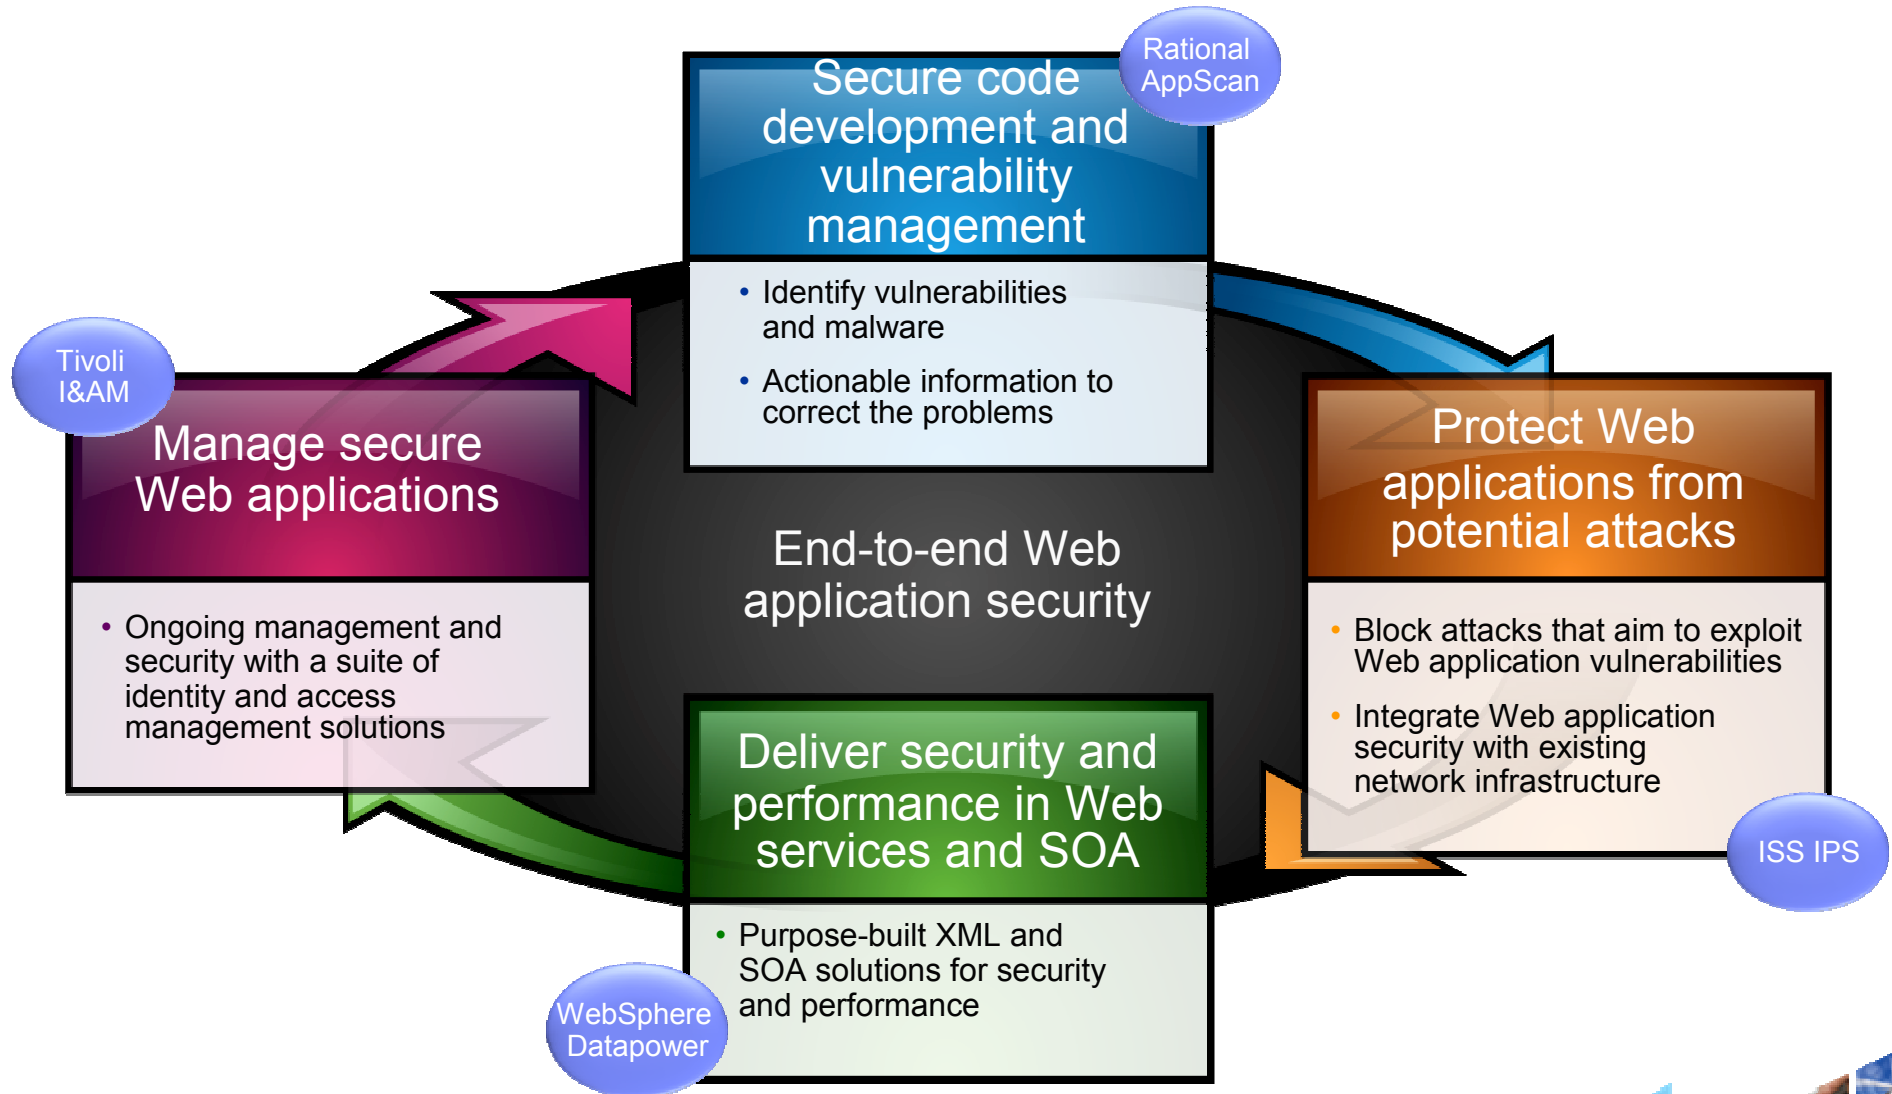 Rational
AppScan
Secure code
development and
vulnerability
management
• Identify vulnerabilities
and malware
• Actionable information to
correct the problems
Tivoli
I&AM
Manage secure
Web applications
• Ongoing management and
security with a suite of
identity and access
management solutions
End-to-end Web
application security
Protect Web
applications from
potential attacks
• Block attacks that aim to exploit
Web application vulnerabilities
• Integrate Web application
security with existing
network infrastructure
ISS IPS
Deliver security and
performance in Web
services and SOA
• Purpose-built XML and
SOA solutions for security
and performance
WebSphere
Datapower